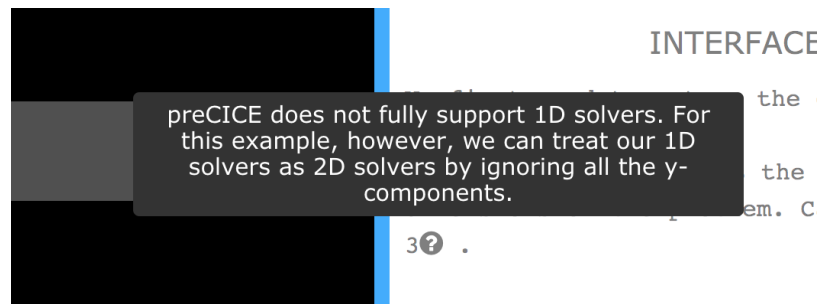 INTERFACE
the
preCICE does not fully support 1D solvers. For
this example, however, we can treat our 1D
solvers as 2D solvers by ignoring all the y-
components.
the
em. C
3? .